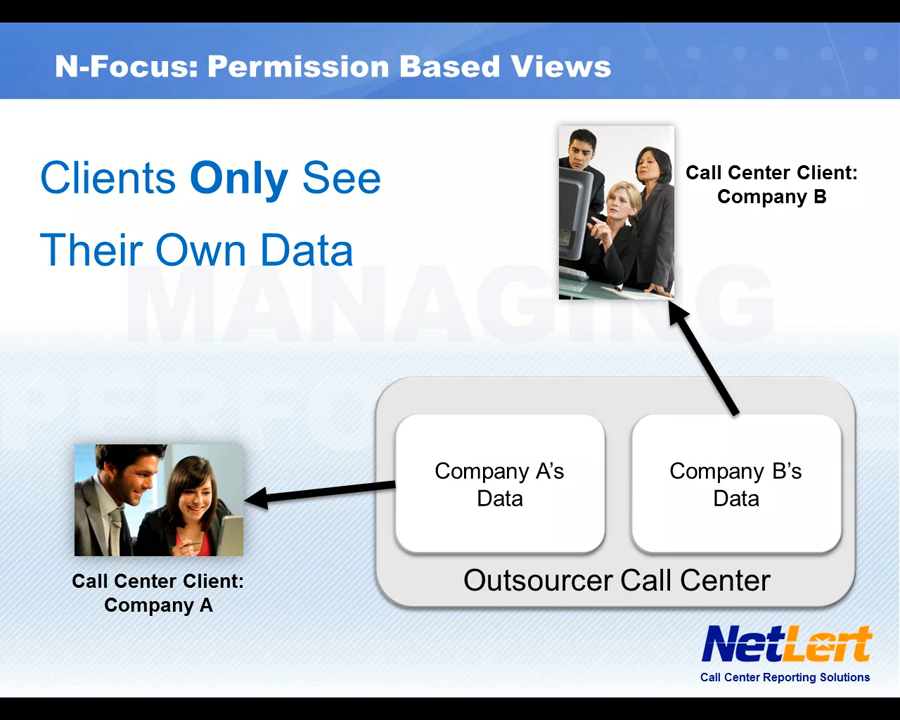 N-Focus: Permission Based Views
Clients Only See
Their Own Data
Call Center Client:
Company B
MANAGING
Company A’s
Data
Company B’s
Data
Outsourcer Call Center
Call Center Client:
Company A
NetLert
Call Center Reporting Solutions